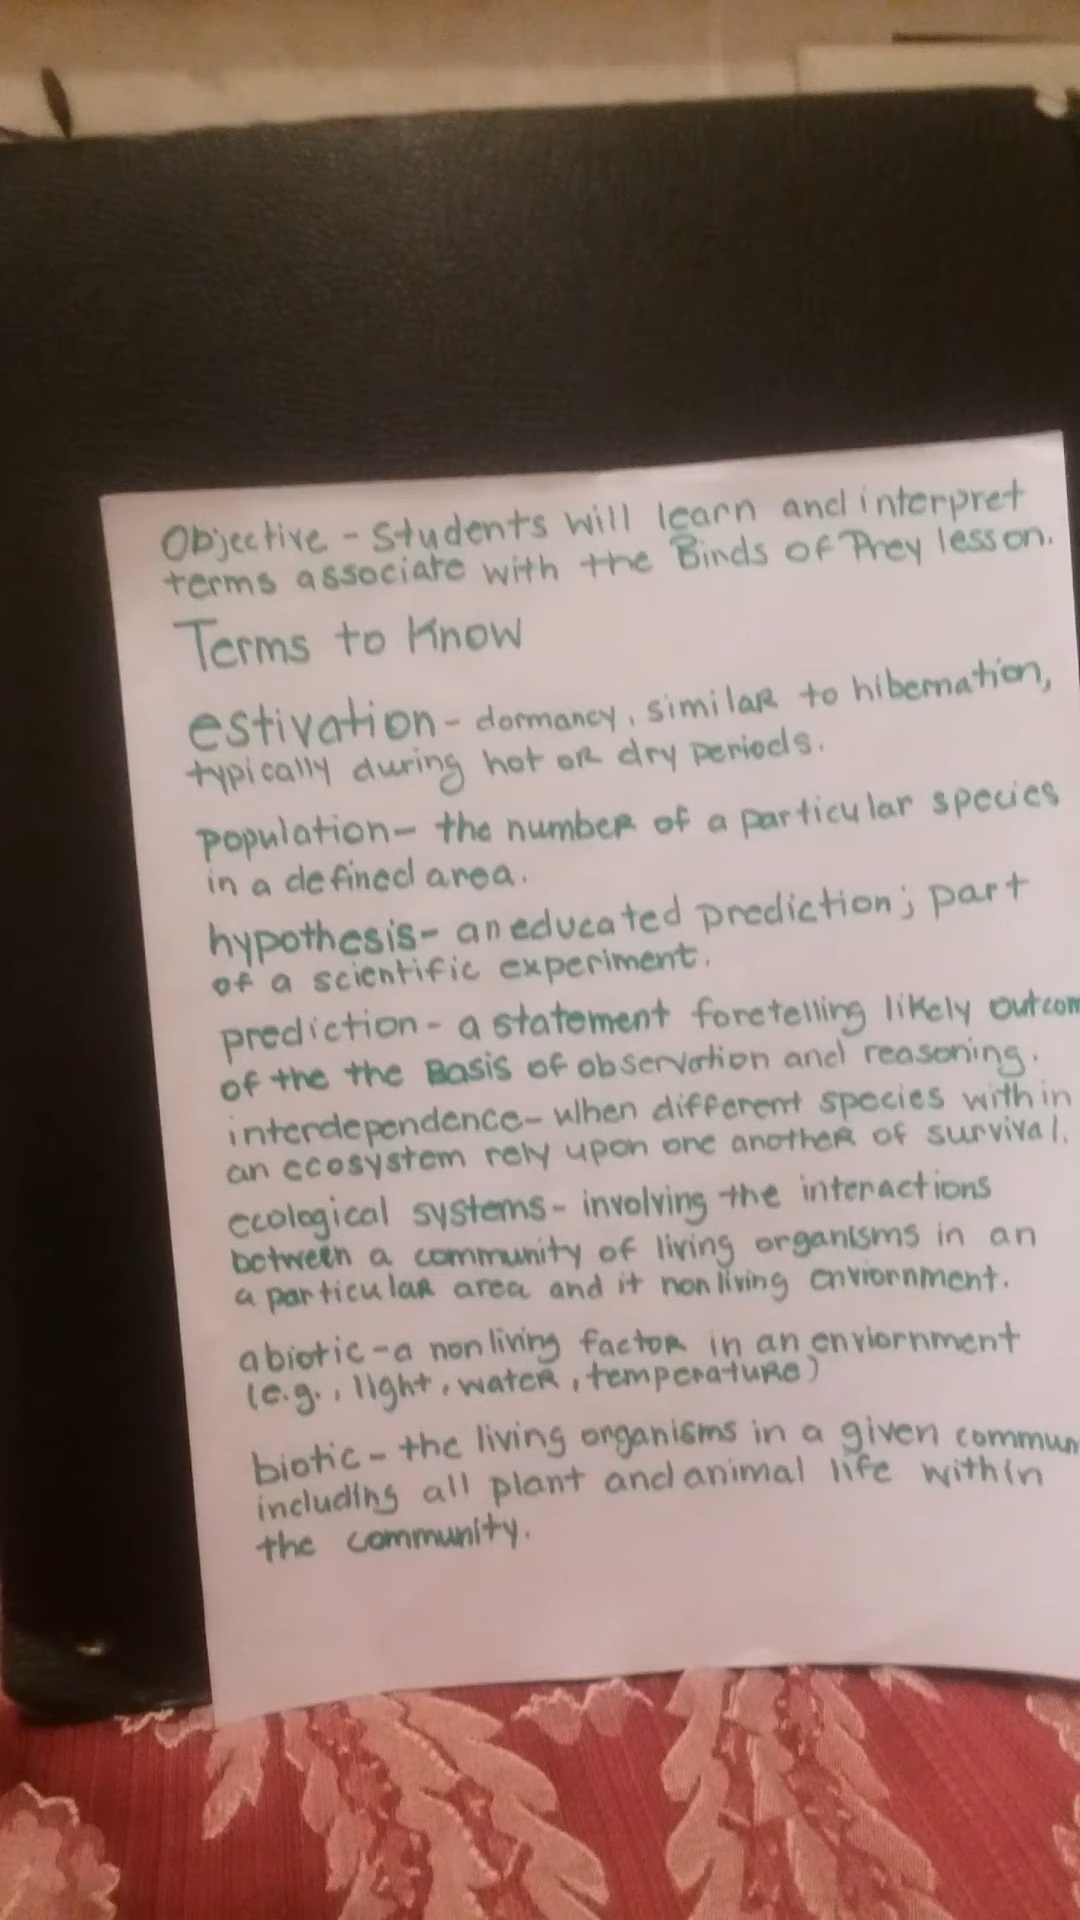 Objective - Students will learn and interpret
terms associate with the Birds of Prey lesson.
Terms to Know
estivation - dormancy, similar to hibernation,
typically during hot or dry periods.
population - the number of a particular species
in a defined area.
hypothesis - an educated prediction; part
of a scientific experiment.
prediction - a statement foretelling likely outcom
of the the Basis of observation and reasoning.
interdependence - when different species within
an ecosystem rely upon one another of survival.
ecological systems - involving the interactions
between a community of living organisms in an
a particular area and it nonliving enviornment.
abiotic - a nonliving factor in an enviornment
(e.g., light, water, temperature)
biotic - the living organisms in a given commun
including all plant and animal life within
the community.